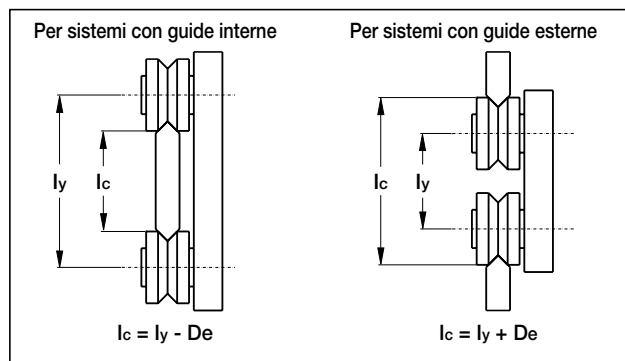 Per sistemi con guide interne
Per sistemi con guide esterne
Iy
Ic
Ic
Iy
Ic = Iy - De
Ic = Iy + De